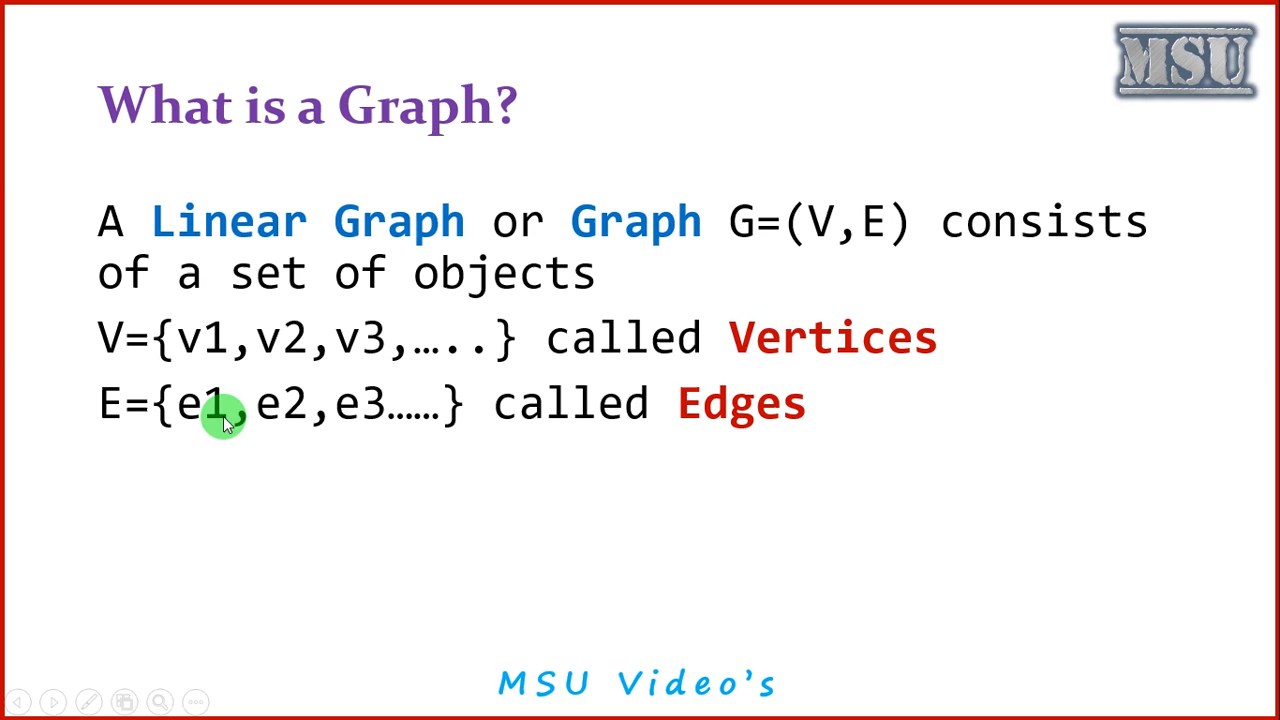 MSU
What is a Graph?
A Linear Graph or Graph G=(V,E) consists
of a set of objects
V={v1,v2,v3,…..} called Vertices
E={e1,e2,e3……} called Edges
MSU Video’s